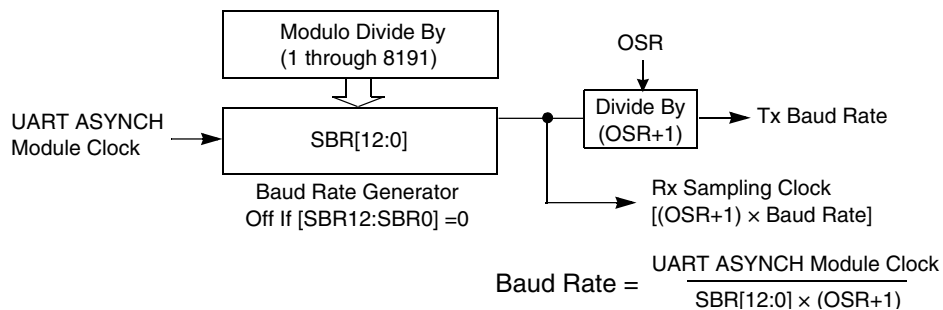 Modulo Divide By
(1 through 8191)
OSR
UART ASYNCH
Module Clock
SBR[12:0]
Divide By
(OSR+1)
Tx Baud Rate
Baud Rate Generator
Off If [SBR12:SBR0] =0
Rx Sampling Clock
[(OSR+1) × Baud Rate]
Baud Rate =
UART ASYNCH Module Clock
SBR[12:0] × (OSR+1)